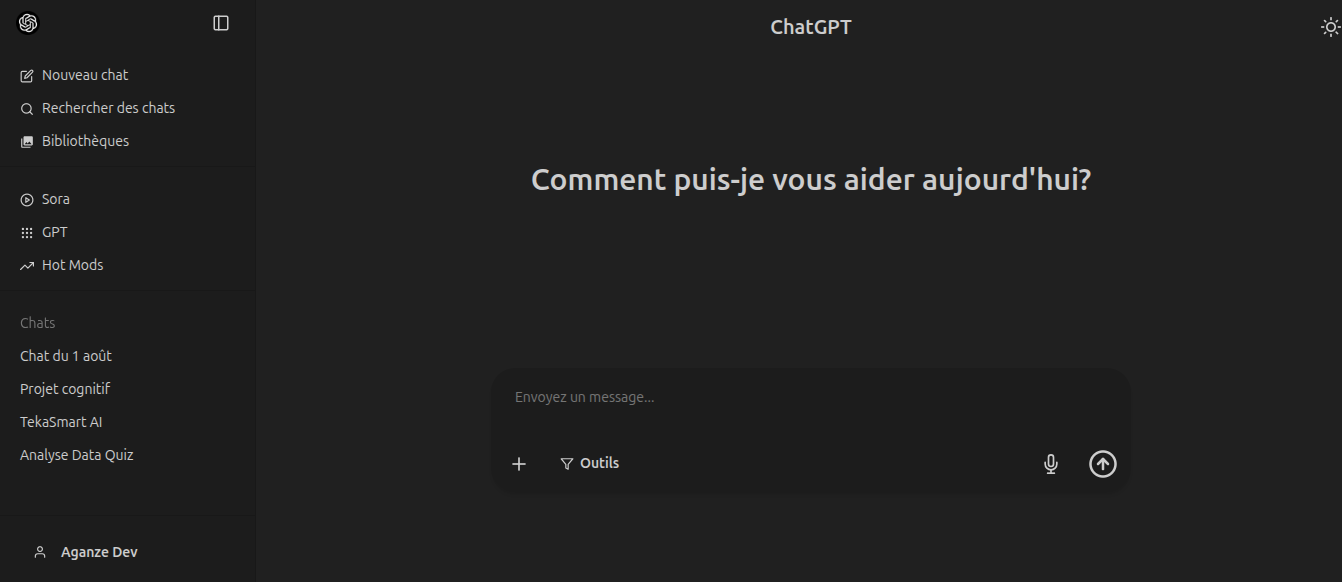 ChatGPT
Nouveau chat
Rechercher des chats
Bibliothèques
Sora
GPT
Hot Mods
Chats
Chat du 1 août
Projet cognitif
TekaSmart AI
Analyse Data Quiz
Aganze Dev
Comment puis-je vous aider aujourd'hui?
Envoyez un message...
Outils